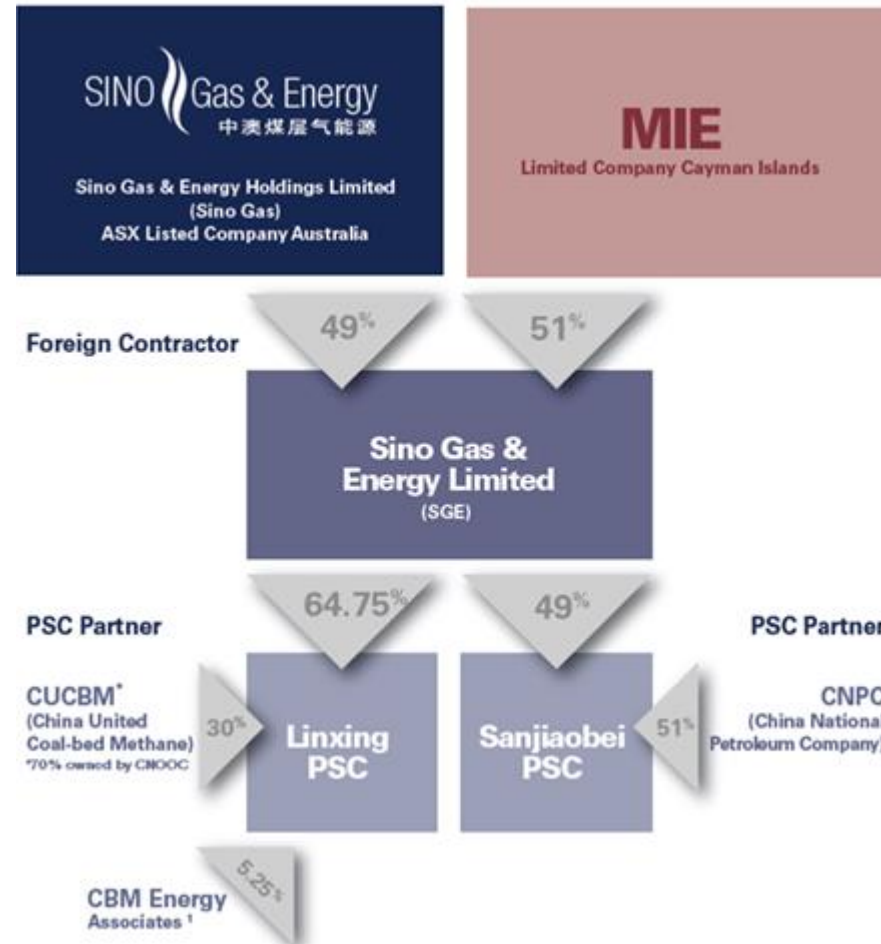 SINO Gas & Energy
中澳煤层气能源
Sino Gas & Energy Holdings Limited
(Sino Gas)
ASX Listed Company Australia
MIE
Limited Company Cayman Islands
Foreign Contractor
49%
51%
Sino Gas &
Energy Limited
(SGE)
64.75%
49%
PSC Partner
PSC Partner
CUCBM*
(China United
Coal-bed Methane)
*70% owned by CNOOC
30%
Linxing
PSC
Sanjiaobei
PSC
51%
CNPC
(China National
Petroleum Company)
5.25%
CBM Energy
Associates ¹